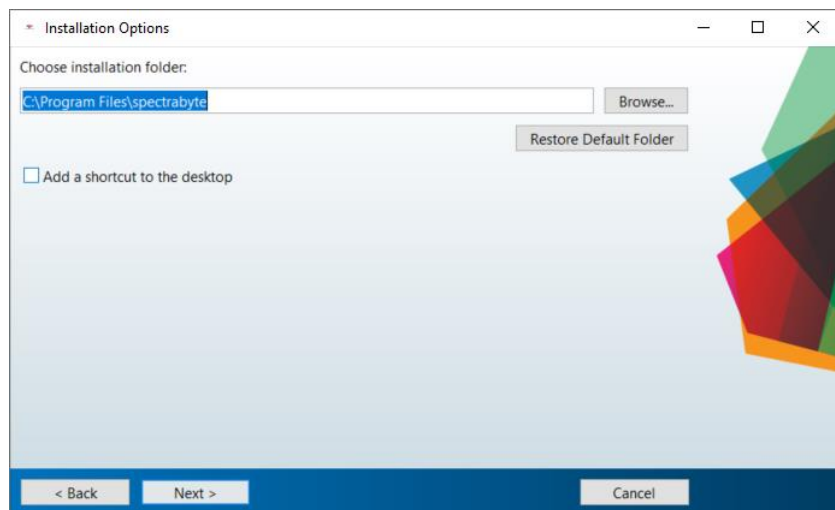 Installation Options
Choose installation folder:
C:\Program Files\spectrabyte
Browse...
Restore Default Folder
Add a shortcut to the desktop
< Back
Next >
Cancel